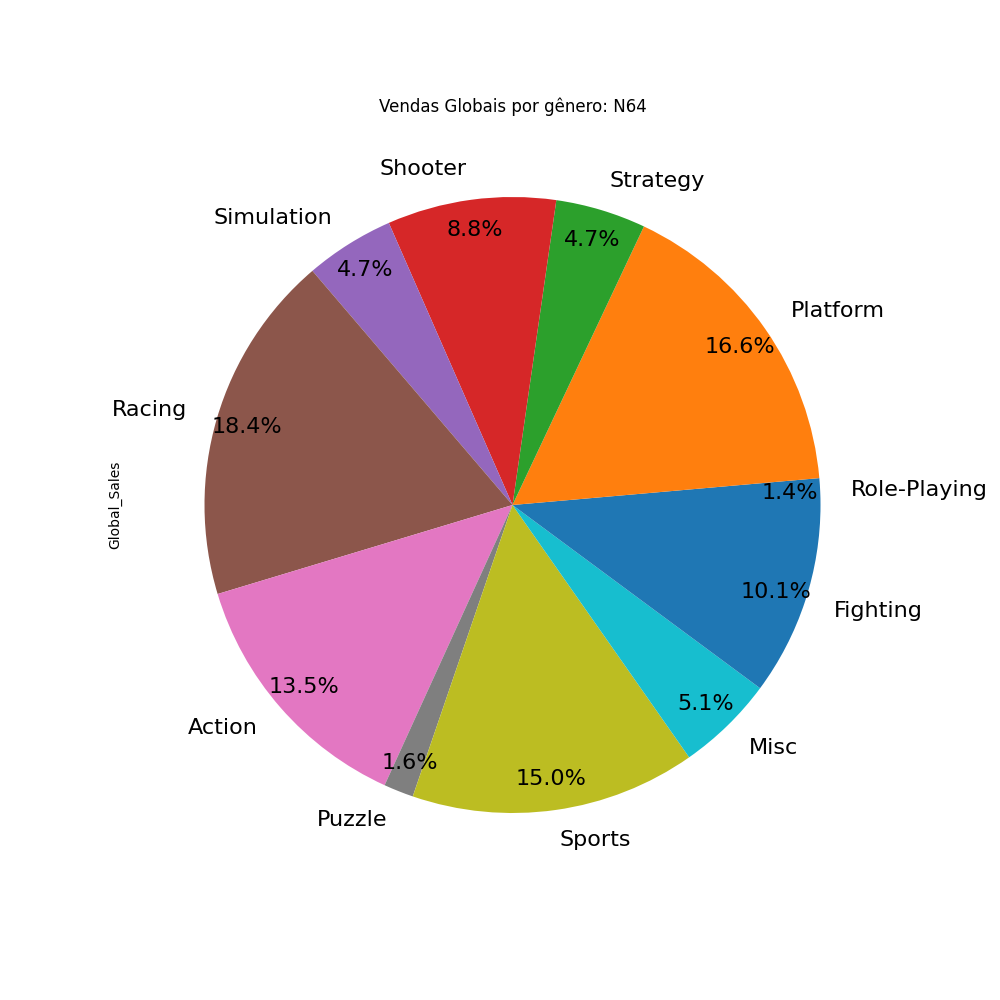 Vendas Globais por gênero: N64
Shooter
Strategy
Simulation
8.8%
4.7%
4.7%
Platform
16.6%
Racing
18.4%
Role-Playing
1.4%
Global_Sales
10.1%
Fighting
13.5%
5.1%
Action
Misc
1.6%
15.0%
Puzzle
Sports